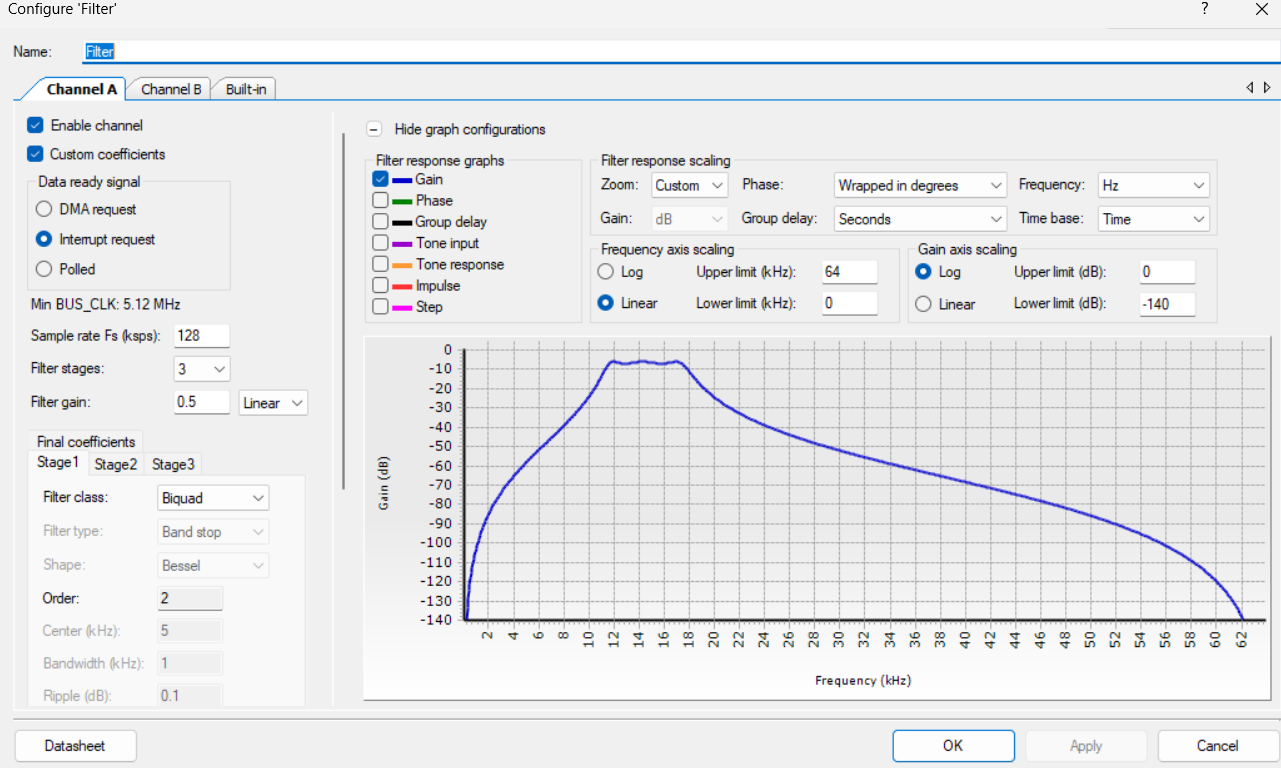 Configure 'Filter'
?
Name: Filter
Channel A Channel B Built-in
Enable channel
Custom coefficients
Data ready signal
DMA request
Interrupt request
Polled
Min BUS_CLK: 5.12 MHz
Sample rate Fs (ksps): 128
Filter stages: 3
Filter gain: 0.5 Linear
Final coefficients
Stage1 Stage2 Stage3
Filter class: Biquad
Filter type: Band stop
Shape: Bessel
Order: 2
Center (kHz): 5
Bandwidth (kHz): 1
Ripple (dB): 0.1
Hide graph configurations
Filter response graphs
Gain
Phase
Group delay
Tone input
Tone response
Impulse
Step
Filter response scaling
Zoom: Custom Phase: Wrapped in degrees Frequency: Hz
Gain: dB Group delay: Seconds Time base: Time
Frequency axis scaling
Log Upper limit (kHz): 64
Linear Lower limit (kHz): 0
Gain axis scaling
Log Upper limit (dB): 0
Linear Lower limit (dB): -140
Gain (dB)
0
-10
-20
-30
-40
-50
-60
-70
-80
-90
-100
-110
-120
-130
-140
2 4 6 8 10 12 14 16 18 20 22 24 26 28 30 32 34 36 38 40 42 44 46 48 50 52 54 56 58 60 62
Frequency (kHz)
Datasheet OK Apply Cancel